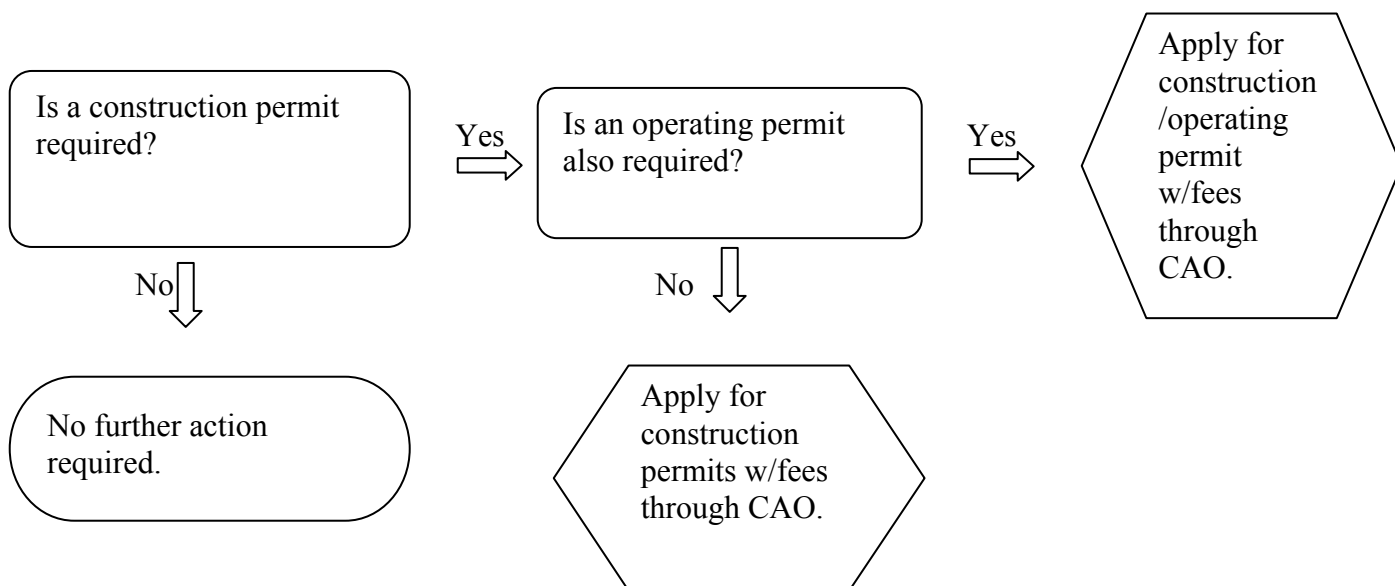 Is a construction permit
required?
Yes
Is an operating permit
also required?
Yes
Apply for
construction
/operating
permit
w/fees
through
CAO.
No
No
No further action
required.
Apply for
construction
permits w/fees
through CAO.